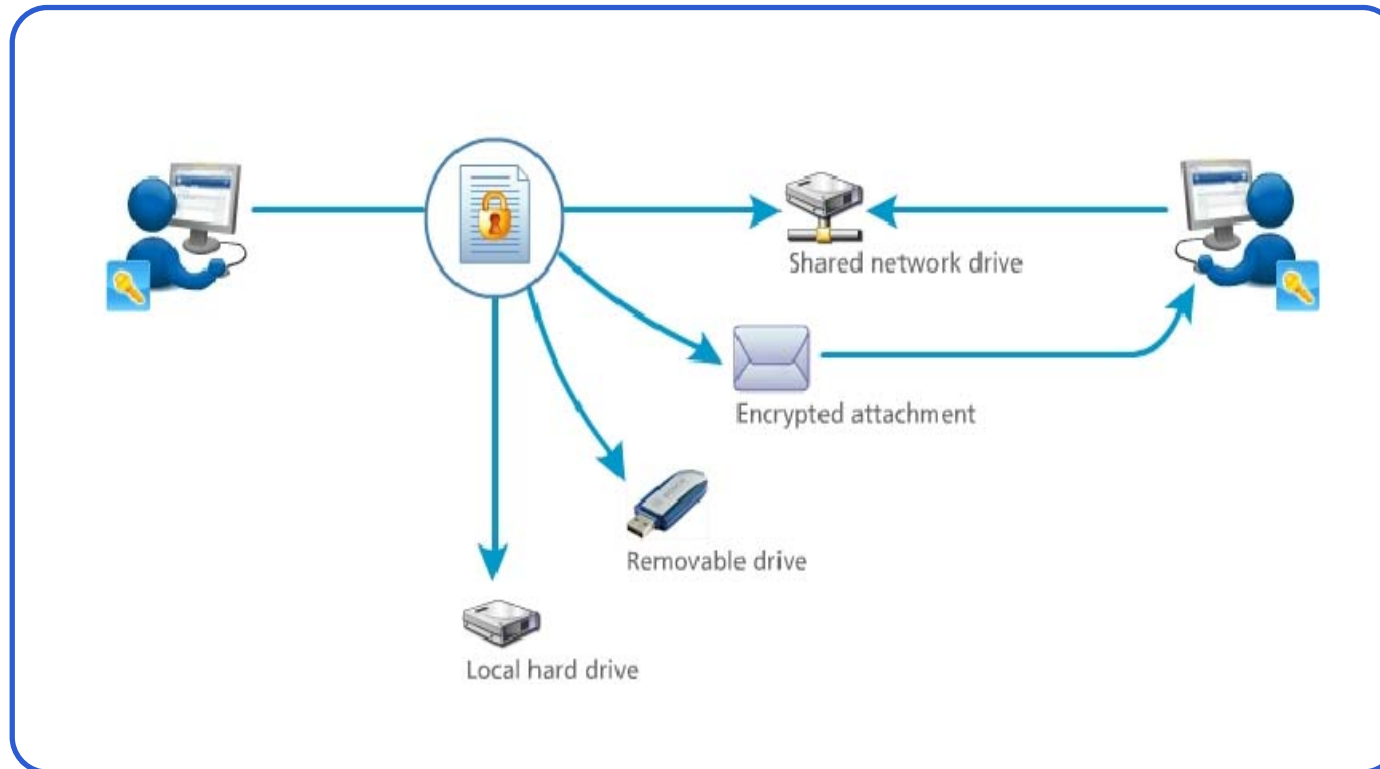 Shared network drive
Encrypted attachment
Removable drive
Local hard drive